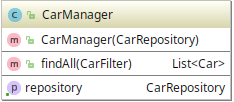 C CarManager
m CarManager(CarRepository)
m findAll(CarFilter) List<Car>
p repository CarRepository